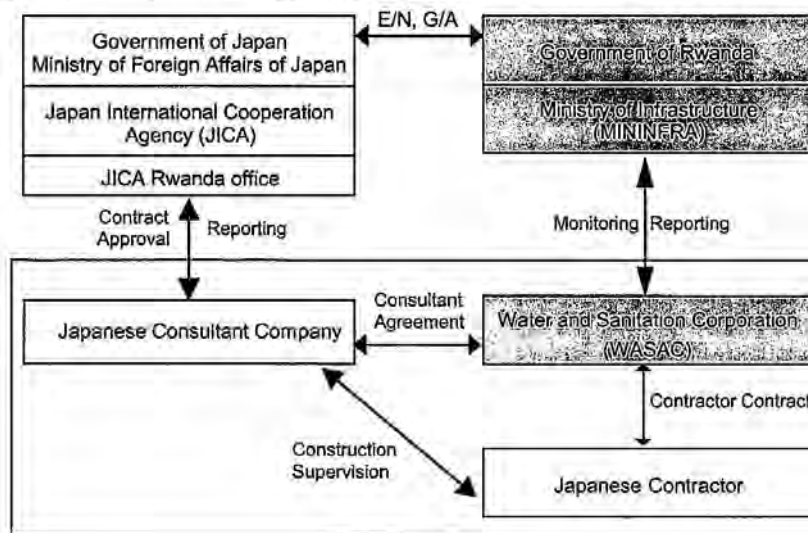 E/N, G/A
Government of Japan
Ministry of Foreign Affairs of Japan
Government of Rwanda
Japan International Cooperation
Agency (JICA)
Ministry of Infrastructure
(MININFRA)
JICA Rwanda office
Contract
Approval
Reporting
Monitoring
Reporting
Japanese Consultant Company
Consultant
Agreement
Water and Sanitation Corporation
(WASAC)
Contractor Contract
Construction
Supervision
Japanese Contractor